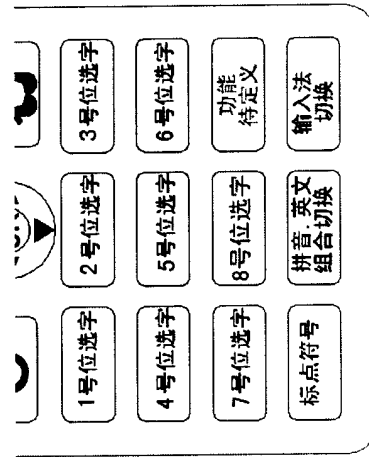 1号位选字
2号位选字
3号位选字
4号位选字
5号位选字
6号位选字
7号位选字
8号位选字
功能
待定义
标点符号
拼音.英文
组合切换
输入法
切换